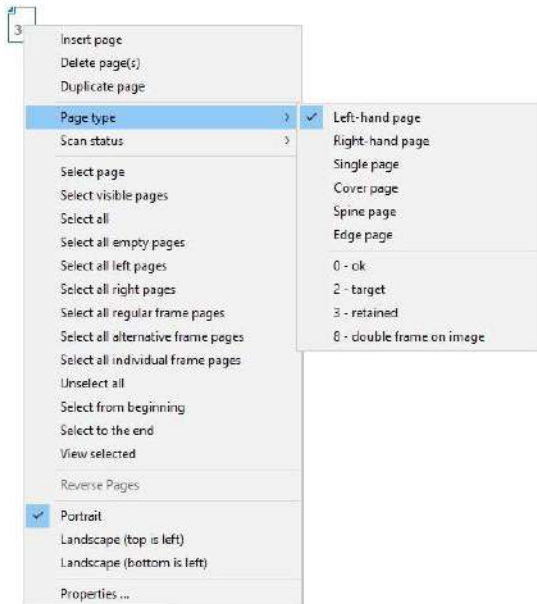 3
Insert page
Delete page(s)
Duplicate page
Page type
Scan status
Select page
Select visible pages
Select all
Select all empty pages
Select all left pages
Select all right pages
Select all regular frame pages
Select all alternative frame pages
Select all individual frame pages
Unselect all
Select from beginning
Select to the end
View selected
Reverse Pages
Portrait
Landscape (top is left)
Landscape (bottom is left)
Properties ...
Left-hand page
Right-hand page
Single page
Cover page
Spine page
Edge page
0 - ok
2 - target
3 - retained
8 - double frame on image